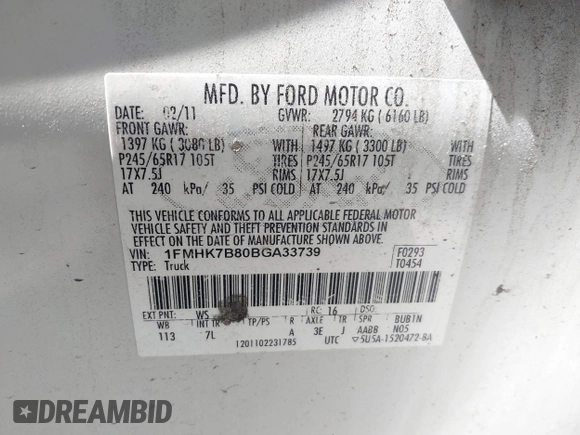 MFD. BY FORD MOTOR CO.
DATE: 02/11 GVWR: 2794 KG ( 6160 LB)
FRONT GAWR: REAR GAWR:
1397 KG ( 3080 LB) WITH 1497 KG ( 3300 LB) WITH
P245/65R17 105T TIRES P245/65R17 105T TIRES
17X7.5J RIMS 17X7.5J RIMS
AT 240 kPa/ 35 PSI COLD AT 240 kPa/ 35 PSI COLD
THIS VEHICLE CONFORMS TO ALL APPLICABLE FEDERAL MOTOR
VEHICLE SAFETY AND THEFT PREVENTION STANDARDS IN
EFFECT ON THE DATE OF MANUFACTURE SHOWN ABOVE.
VIN: 1FMHK7B80BGA33739 F0293
TYPE: Truck T0454
EXT PNT: WS RC: 16 DSO:
WB INT TR TP/PS R AXLE TR SPR BUB1N
113 7L A 3E J AABB N05
1201102231785 UTC ▽5U5A-1520472-BA
DREAMBID